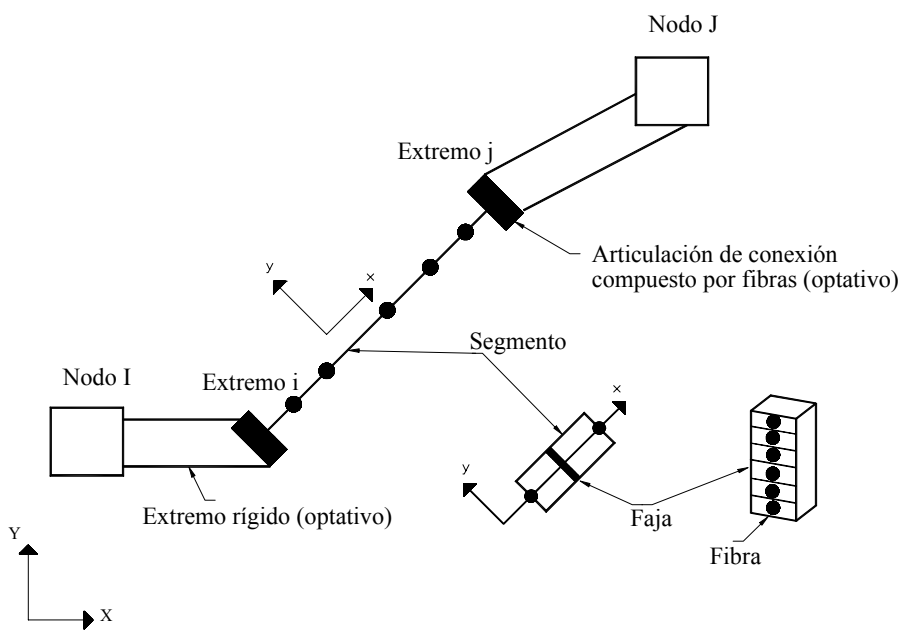 Nodo J
Extremo j
Articulación de conexión
compuesto por fibras (optativo)
y
x
Segmento
Nodo I
Extremo i
x
y
Extremo rígido (optativo)
Faja
Fibra
Y
X